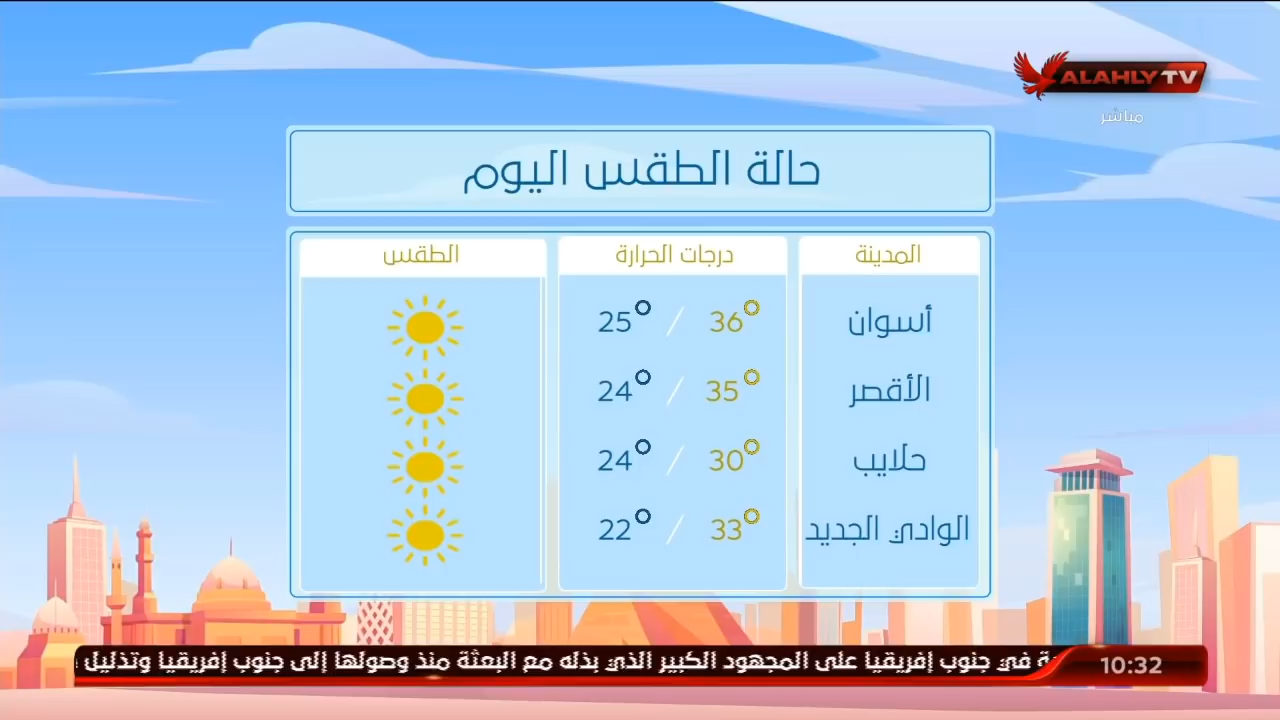 ALAHLY TV
مباشر
حالة الطقس اليوم
المدينة درجات الحرارة الطقس
أسوان 36° / 25°
الأقصر 35° / 24°
حلايب 30° / 24°
الوادي الجديد 33° / 22°
10:32
في جنوب إفريقيا على المجهود الكبير الذي بذله مع البعثة منذ وصولها إلى جنوب إفريقيا وتذليل